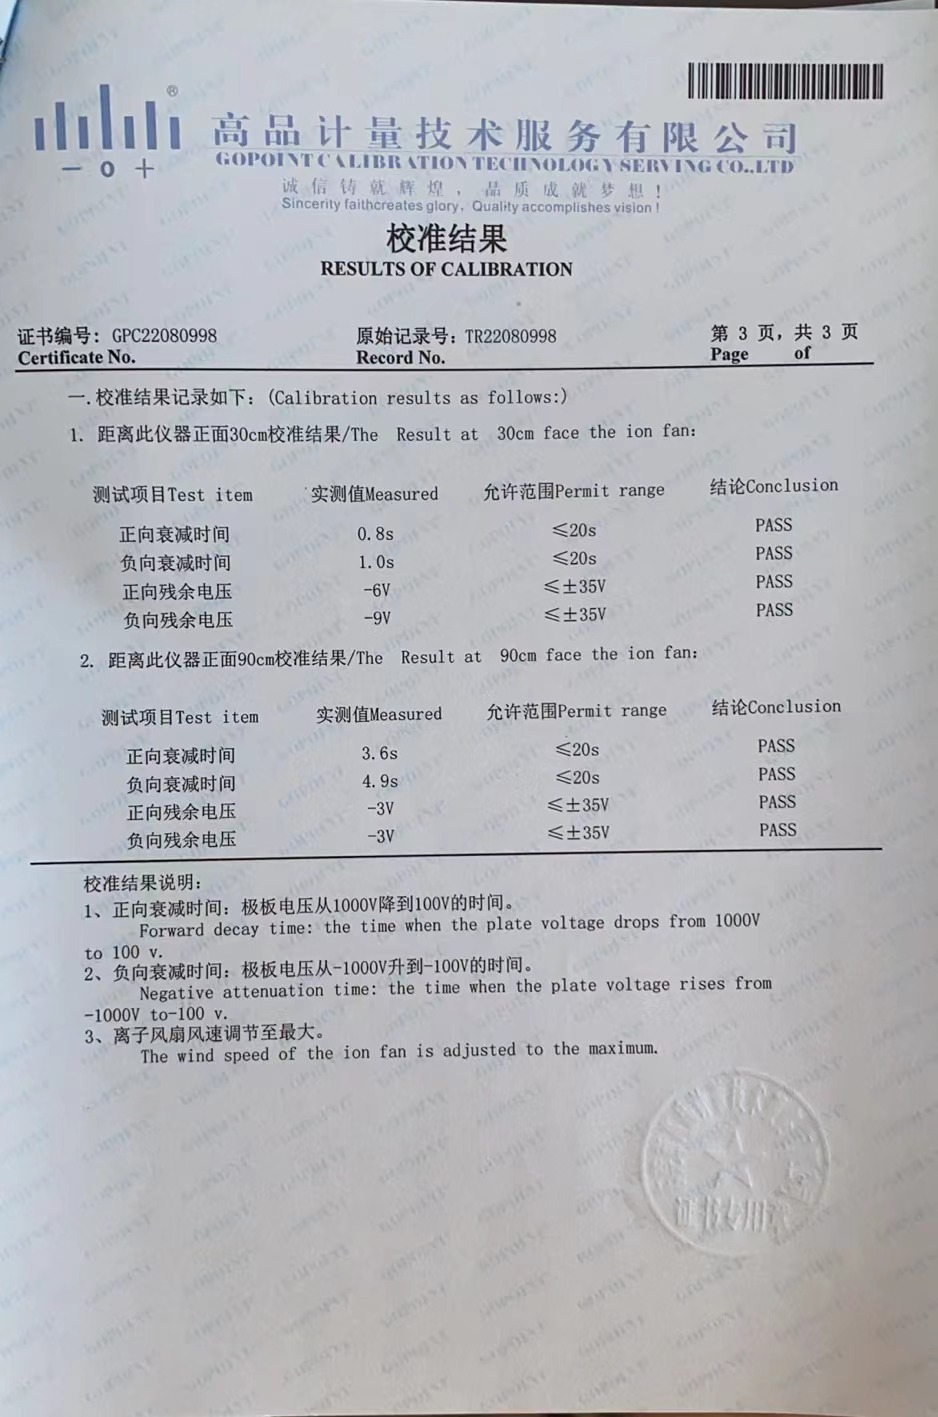 ®
一 0 十
高品计量技术服务有限公司
GOPOINT CALIBRATION TECHNOLOGY SERVING CO.,LTD
诚信铸就辉煌，品质成就梦想！
Sincerity faithcreates glory, Quality accomplishes vision !
校准结果
RESULTS OF CALIBRATION
证书编号: GPC22080998 原始记录号: TR22080998 第 3 页, 共 3 页
Certificate No. Record No. Page of
一.校准结果记录如下: (Calibration results as follows:)
1. 距离此仪器正面30cm校准结果/The Result at 30cm face the ion fan:
测试项目Test item 实测值Measured 允许范围Permit range 结论Conclusion
正向衰减时间 0.8s ≤20s PASS
负向衰减时间 1.0s ≤20s PASS
正向残余电压 -6V ≤±35V PASS
负向残余电压 -9V ≤±35V PASS
2. 距离此仪器正面90cm校准结果/The Result at 90cm face the ion fan:
测试项目Test item 实测值Measured 允许范围Permit range 结论Conclusion
正向衰减时间 3.6s ≤20s PASS
负向衰减时间 4.9s ≤20s PASS
正向残余电压 -3V ≤±35V PASS
负向残余电压 -3V ≤±35V PASS
校准结果说明:
1、正向衰减时间: 极板电压从1000V降到100V的时间。
Forward decay time: the time when the plate voltage drops from 1000V
to 100 v.
2、负向衰减时间: 极板电压从-1000V升到-100V的时间。
Negative attenuation time: the time when the plate voltage rises from
-1000V to-100 v.
3、离子风扇风速调节至最大。
The wind speed of the ion fan is adjusted to the maximum.
证书专用章